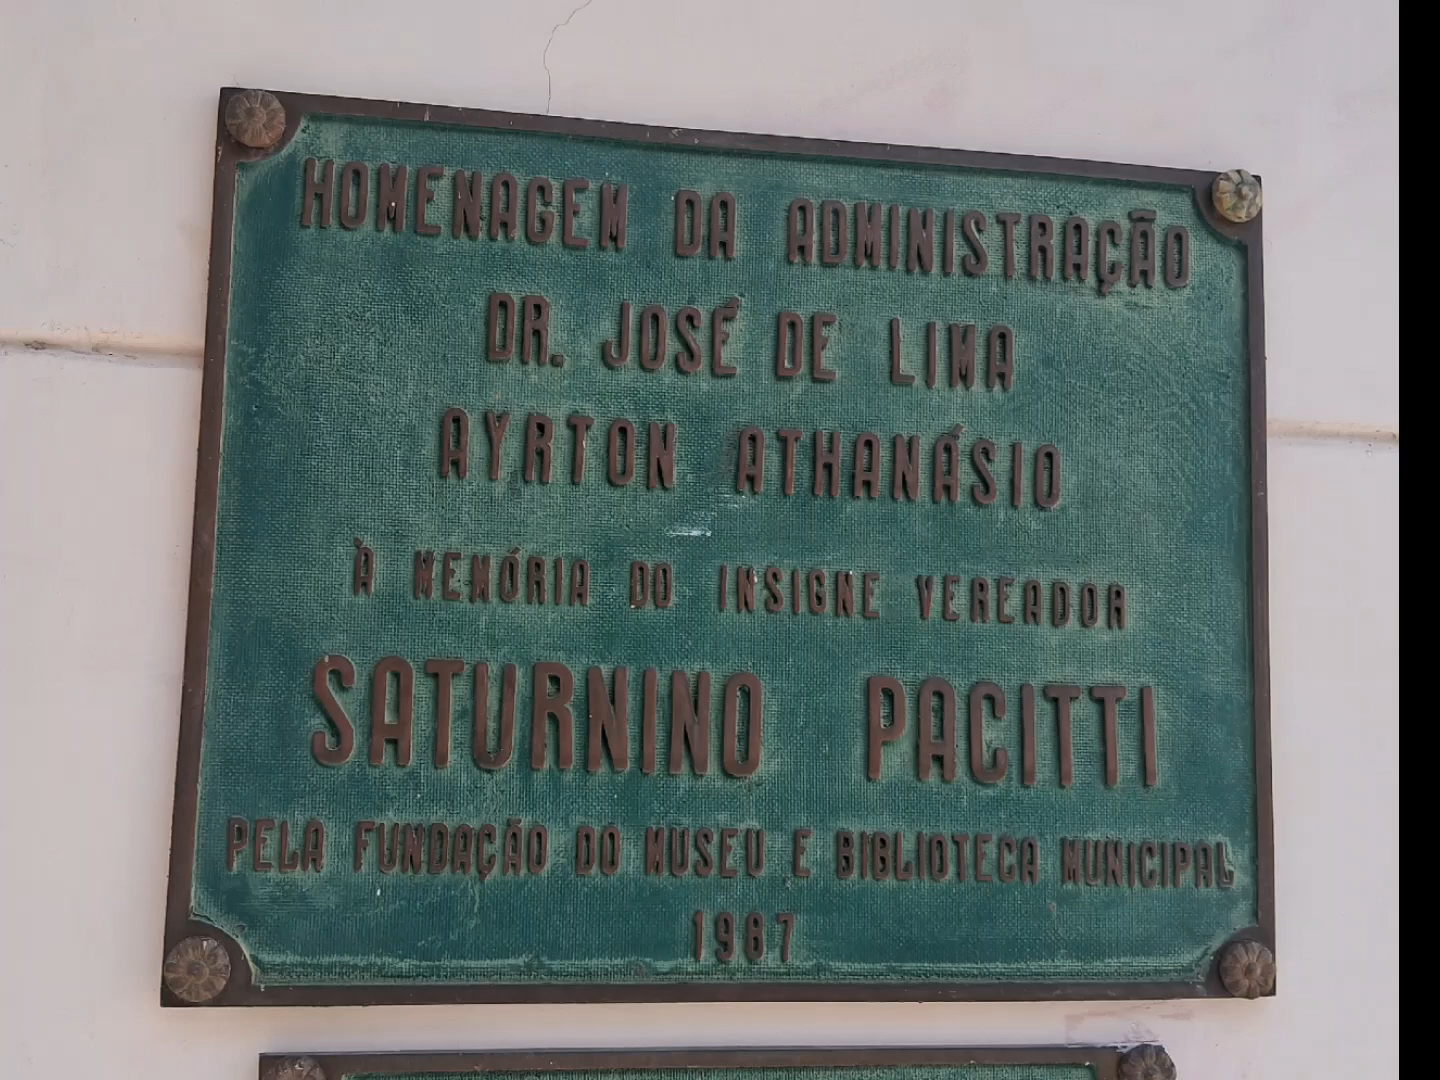 HOMENAGEM DA ADMINISTRAÇÃO
DR. JOSÉ DE LIMA
AYRTON ATHANÁSIO
À MEMÓRIA DO INSIGNE VEREADOR
SATURNINO PACITTI
PELA FUNDAÇÃO DO MUSEU E BIBLIOTECA MUNICIPAL
1987